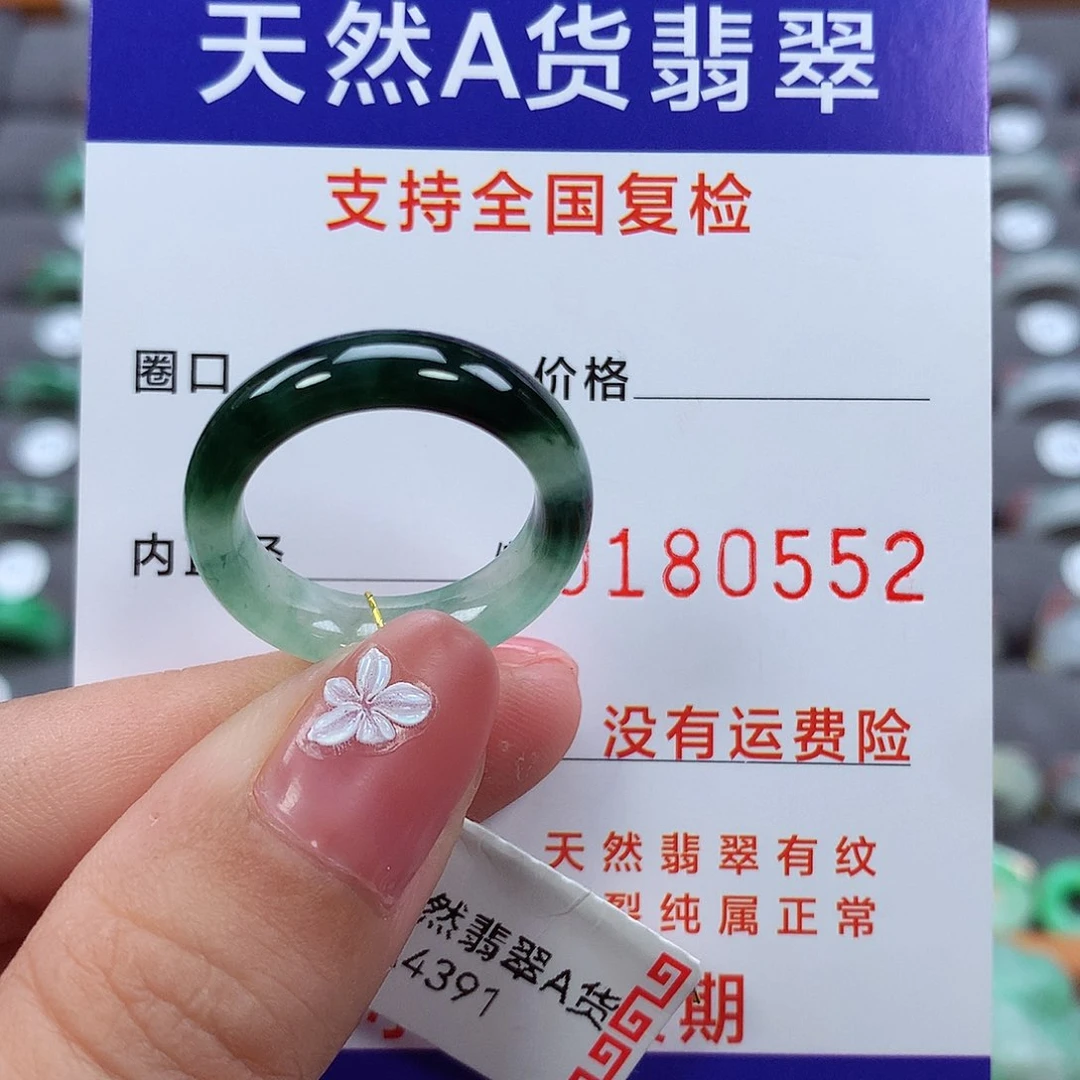 天然A货翡翠
支持全国复检
圈口
价格
内
180552
没有运费险
天然翡翠有纹
裂纯属正常
期
然翡翠A货
4391